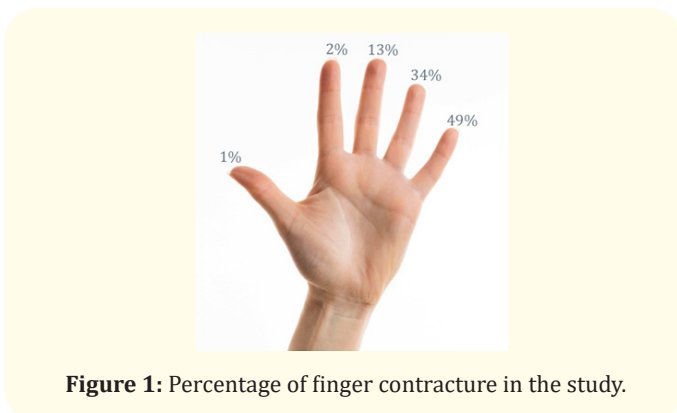 2% 13%
34%
49%
1%
Figure 1: Percentage of finger contracture in the study.